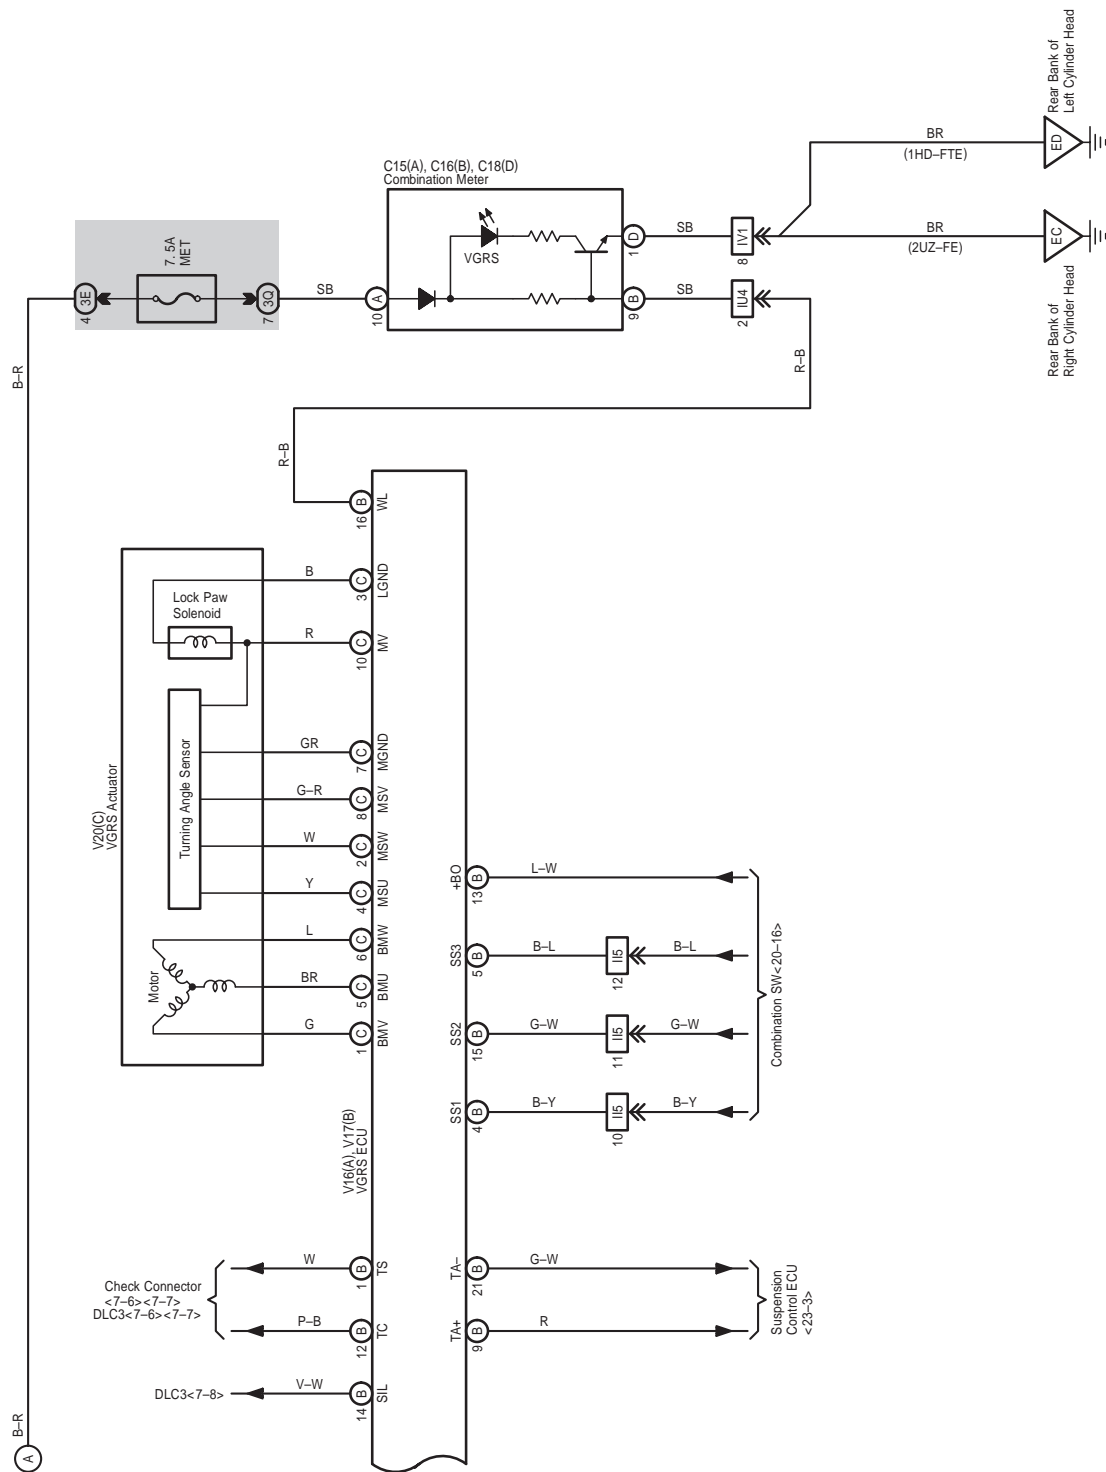 Rear Bank of
Left Cylinder Head
ED
BR
(1HD–FTE)
C15(A), C16(B), C18(D)
Combination Meter
VGRS
1 D
SB
8 IV1
BR
(2UZ–FE)
EC
Rear Bank of
Right Cylinder Head
7. 5A
MET
4 3E
7 3Q
SB
10 A
9 B
SB
2 IU4
R–B
B–R
R–B
16 B WL
B
3 C LGND
Lock Paw
Solenoid
R
10 C MV
V20(C)
VGRS Actuator
Turning Angle Sensor
GR
7 C MGND
G–R
8 C MSV
W
2 C MSW
Y
4 C MSU
Motor
L
6 C BMW
BR
5 C BMU
G
1 C BMV
+BO
13 B
L–W
SS3
5 B
B–L
12 II5
B–L
SS2
15 B
G–W
11 II5
G–W
SS1
4 B
B–Y
10 II5
B–Y
Combination SW<20–16>
V16(A), V17(B)
VGRS ECU
Check Connector
<7–6><7–7>
DLC3<7–6><7–7>
W
1 B TS
P–B
12 B TC
DLC3<7–8>
V–W
14 B SIL
TA–
21 B
G–W
TA+
9 B
R
Suspension
Control ECU
<23–3>
B–R
A